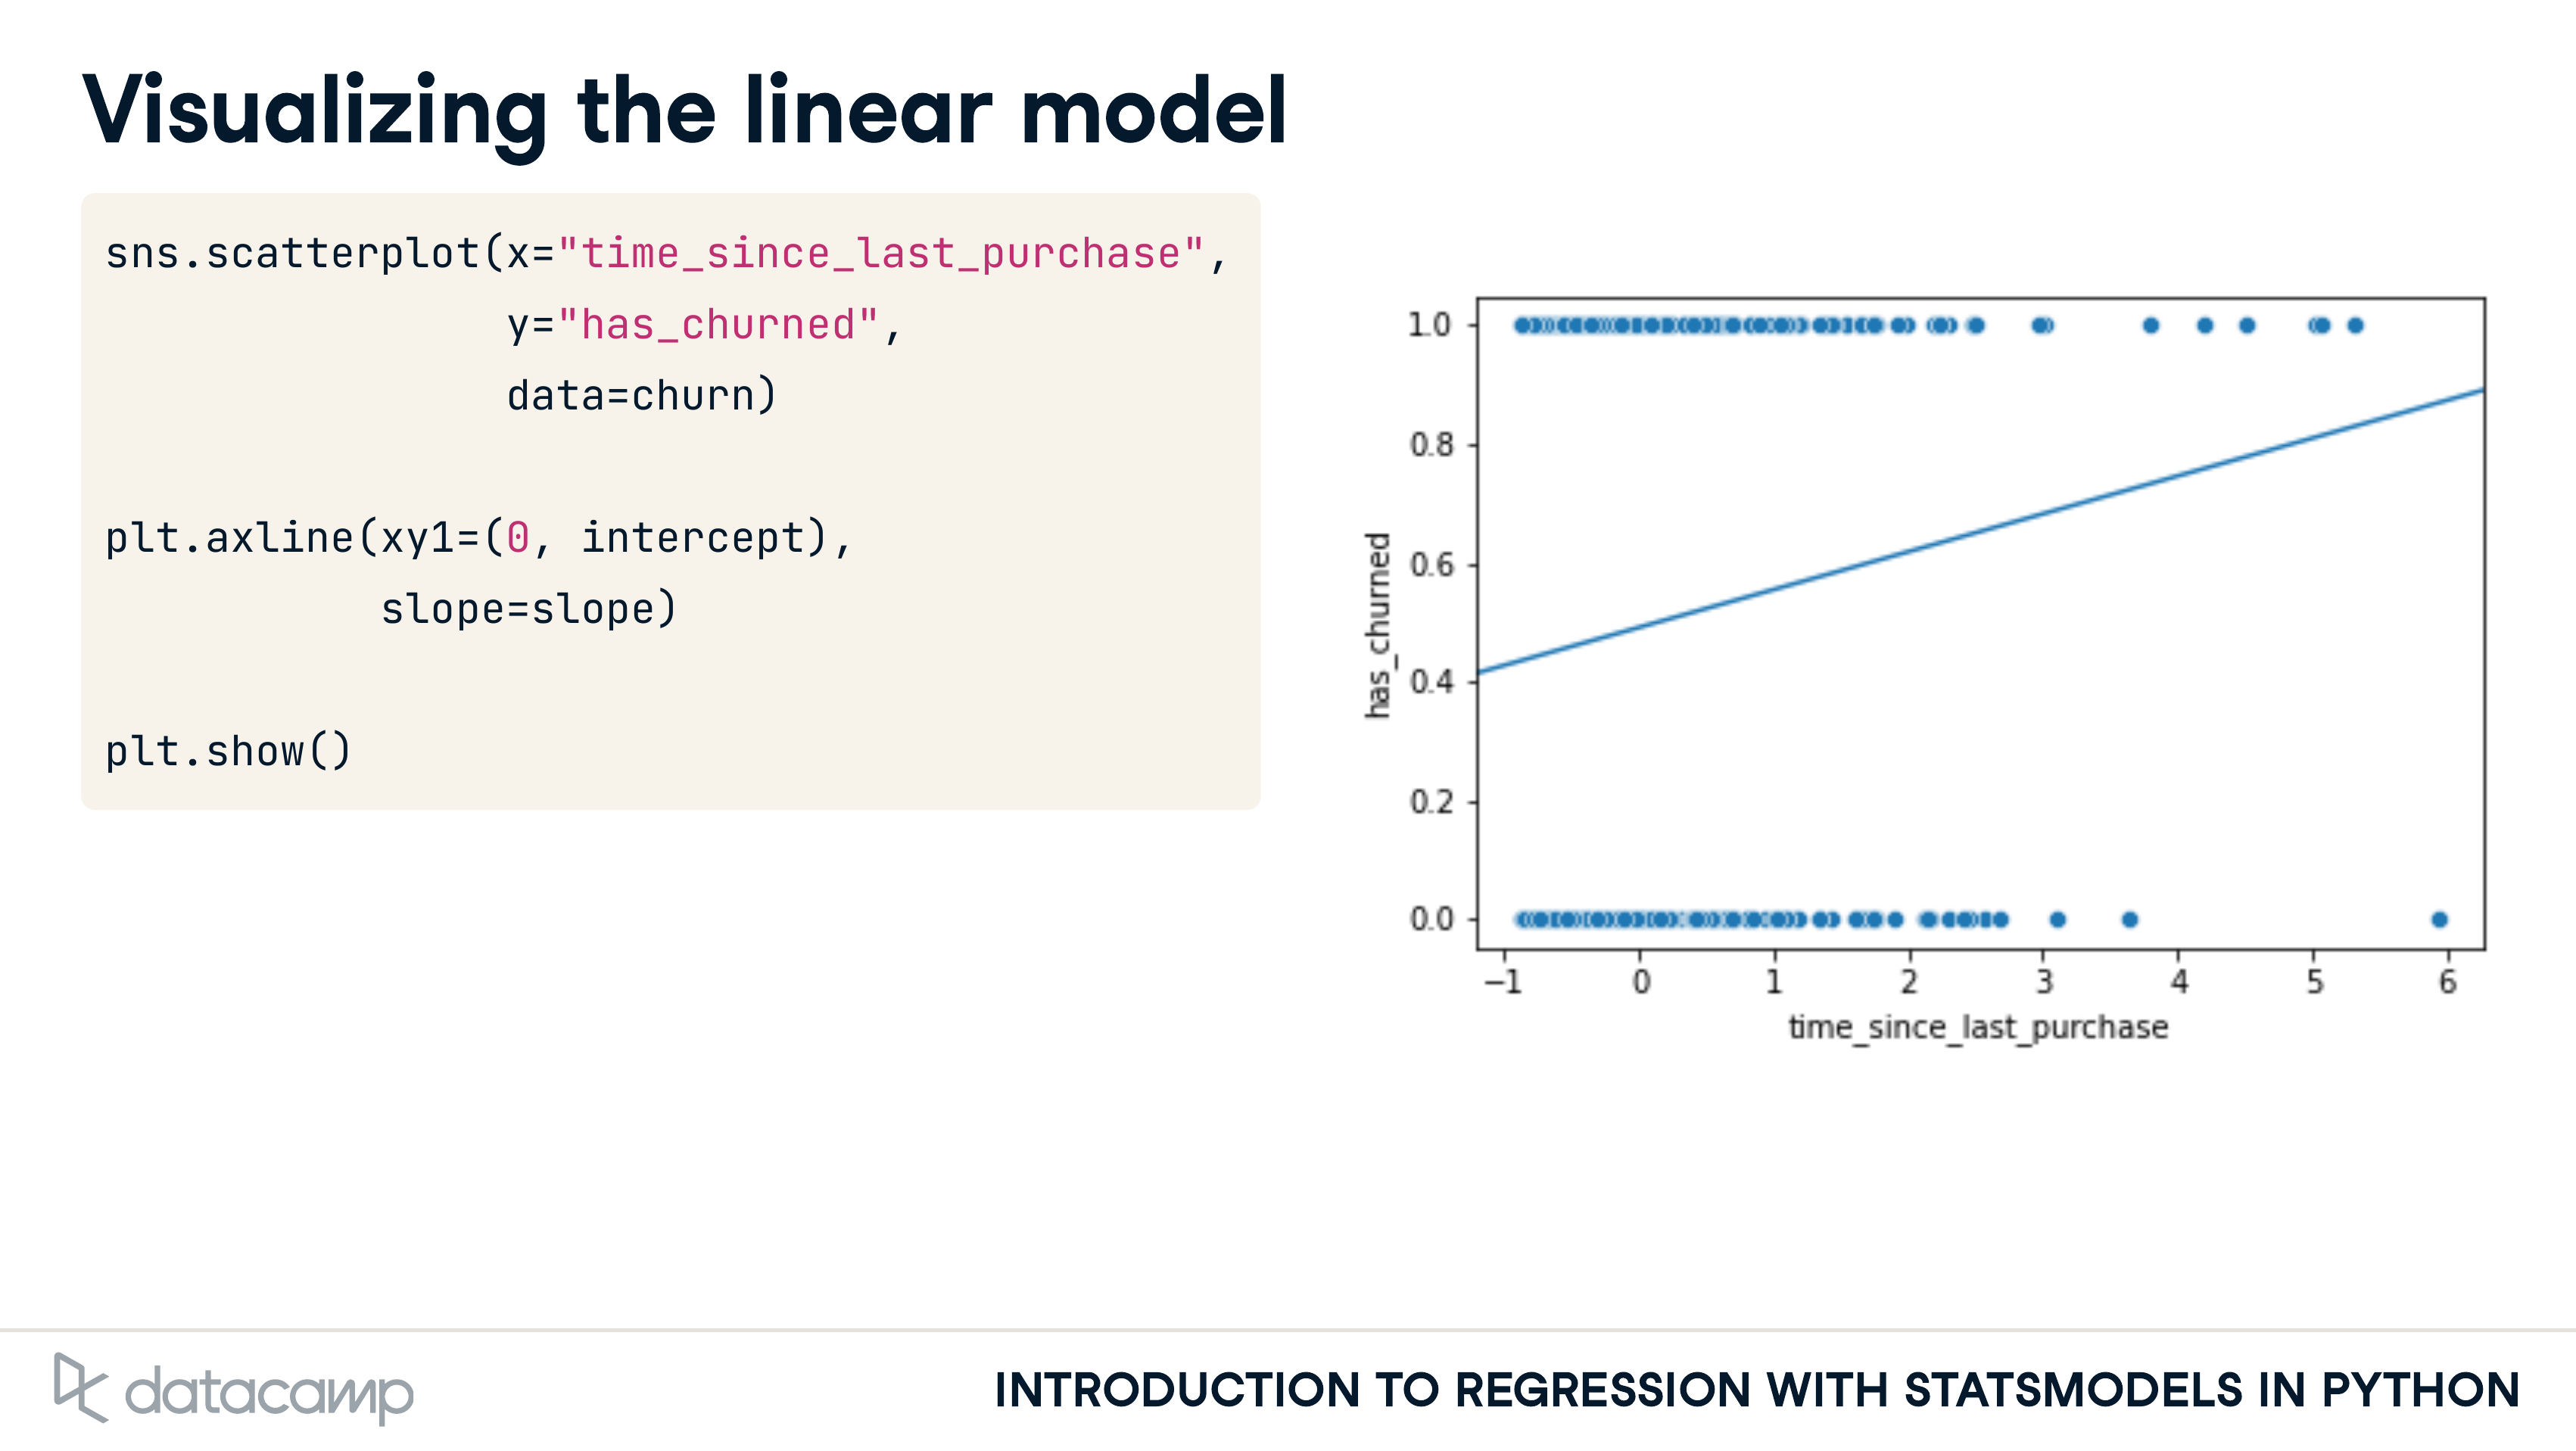 Visualizing the linear model
sns.scatterplot(x="time_since_last_purchase",
y="has_churned",
data=churn)
plt.axline(xy1=(0, intercept),
slope=slope)
plt.show()
1.0
0.8
0.6
0.4
0.2
0.0
has_churned
−1 0 1 2 3 4 5 6
time_since_last_purchase
datacamp
INTRODUCTION TO REGRESSION WITH STATSMODELS IN PYTHON